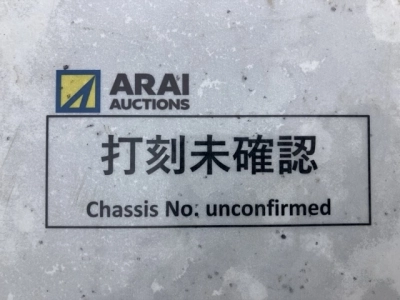 ARAI
AUCTIONS
打刻未確認
Chassis No. unconfirmed